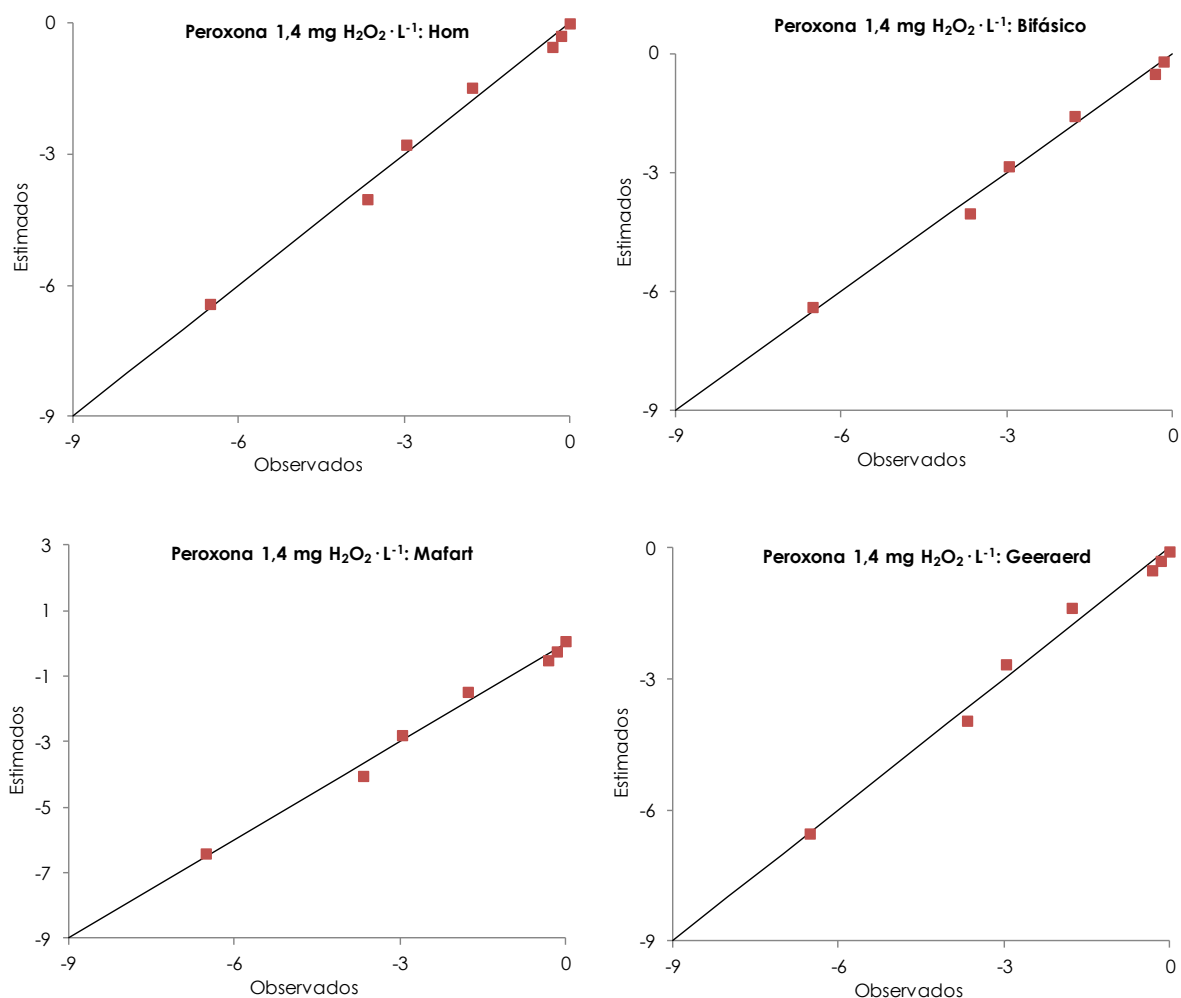 Peroxona 1,4 mg H₂O₂·L⁻¹: Hom
0
-3
-6
-9
-9
-6
-3
0
Estimados
Observados
Peroxona 1,4 mg H₂O₂·L⁻¹: Bifásico
0
-3
-6
-9
-9
-6
-3
0
Estimados
Observados
Peroxona 1,4 mg H₂O₂·L⁻¹: Mafart
3
1
-1
-3
-5
-7
-9
-9
-6
-3
0
Estimados
Observados
Peroxona 1,4 mg H₂O₂·L⁻¹: Geeraerd
0
-3
-6
-9
-9
-6
-3
0
Estimados
Observados